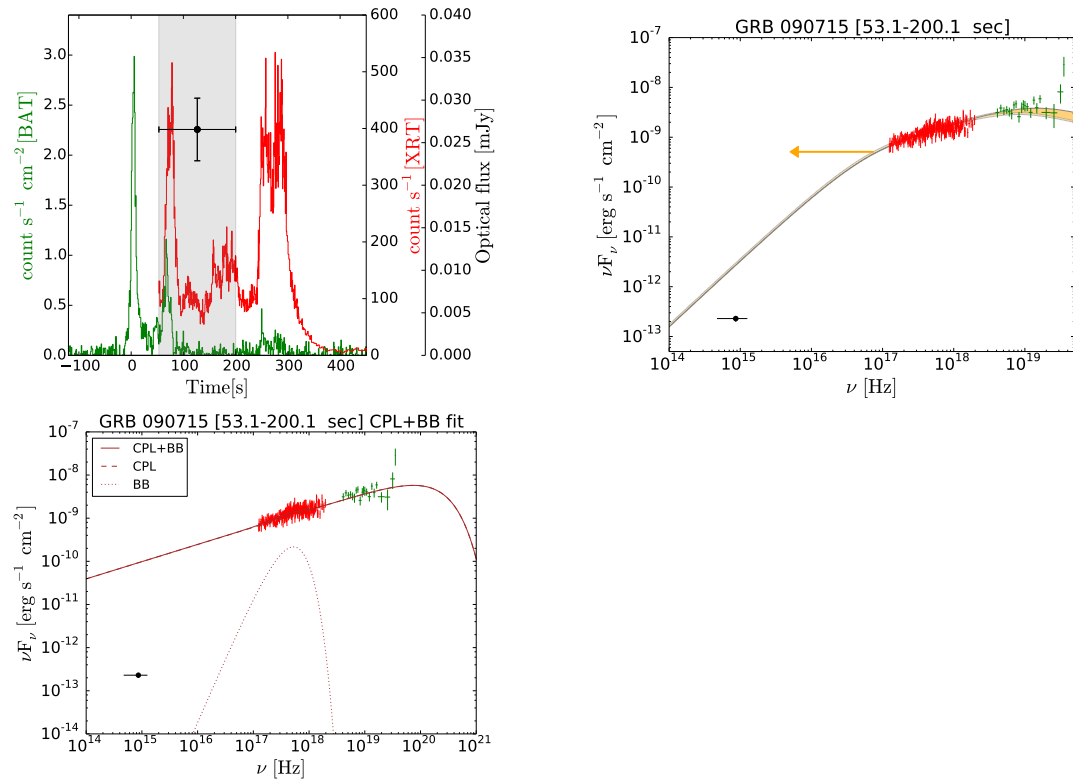 GRB 090715 [53.1-200.1 sec]
count s⁻¹ cm⁻² [BAT]
3.0
2.5
2.0
1.5
1.0
0.5
0.0
−100 0 100 200 300 400
Time[s]
600
500
400
300
200
100
0
count s⁻¹ [XRT]
0.040
0.035
0.030
0.025
0.020
0.015
0.010
0.005
0.000
Optical flux [mJy]
νFν [erg s⁻¹ cm⁻²]
10⁻⁷
10⁻⁸
10⁻⁹
10⁻¹⁰
10⁻¹¹
10⁻¹²
10⁻¹³
10¹⁴ 10¹⁵ 10¹⁶ 10¹⁷ 10¹⁸ 10¹⁹
ν [Hz]
GRB 090715 [53.1-200.1 sec] CPL+BB fit
CPL+BB
CPL
BB
νFν [erg s⁻¹ cm⁻²]
10⁻⁷
10⁻⁸
10⁻⁹
10⁻¹⁰
10⁻¹¹
10⁻¹²
10⁻¹³
10⁻¹⁴
10¹⁴ 10¹⁵ 10¹⁶ 10¹⁷ 10¹⁸ 10¹⁹ 10²⁰ 10²¹
ν [Hz]